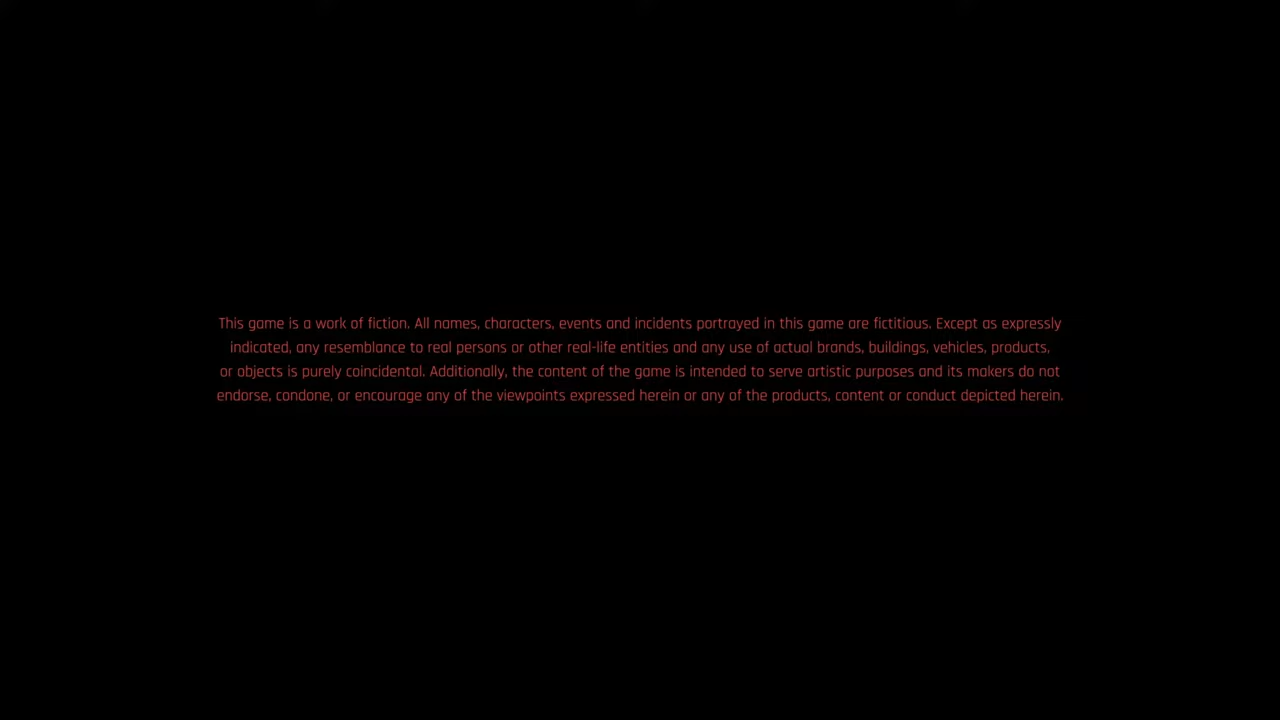 This game is a work of fiction. All names, characters, events and incidents portrayed in this game are fictitious. Except as expressly
indicated, any resemblance to real persons or other real-life entities and any use of actual brands, buildings, vehicles, products,
or objects is purely coincidental. Additionally, the content of the game is intended to serve artistic purposes and its makers do not
endorse, condone, or encourage any of the viewpoints expressed herein or any of the products, content or conduct depicted herein.